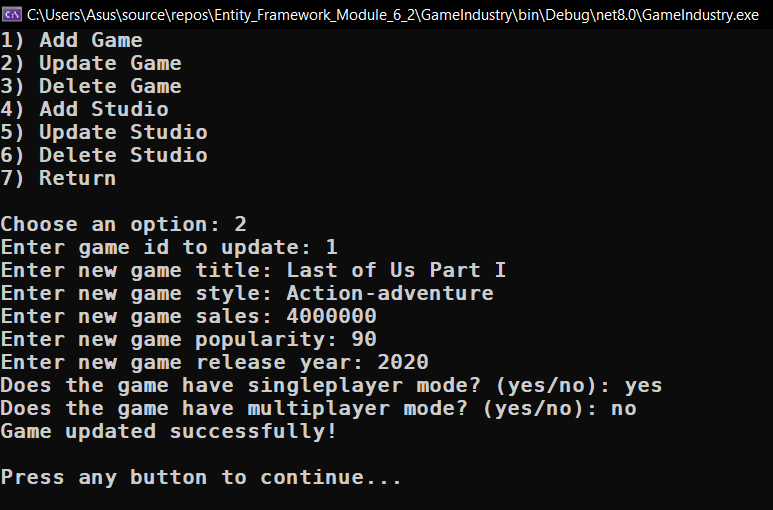 C:\Users\Asus\source\repos\Entity_Framework_Module_6_2\GameIndustry\bin\Debug\net8.0\GameIndustry.exe
1) Add Game
2) Update Game
3) Delete Game
4) Add Studio
5) Update Studio
6) Delete Studio
7) Return
Choose an option: 2
Enter game id to update: 1
Enter new game title: Last of Us Part I
Enter new game style: Action-adventure
Enter new game sales: 4000000
Enter new game popularity: 90
Enter new game release year: 2020
Does the game have singleplayer mode? (yes/no): yes
Does the game have multiplayer mode? (yes/no): no
Game updated successfully!
Press any button to continue...